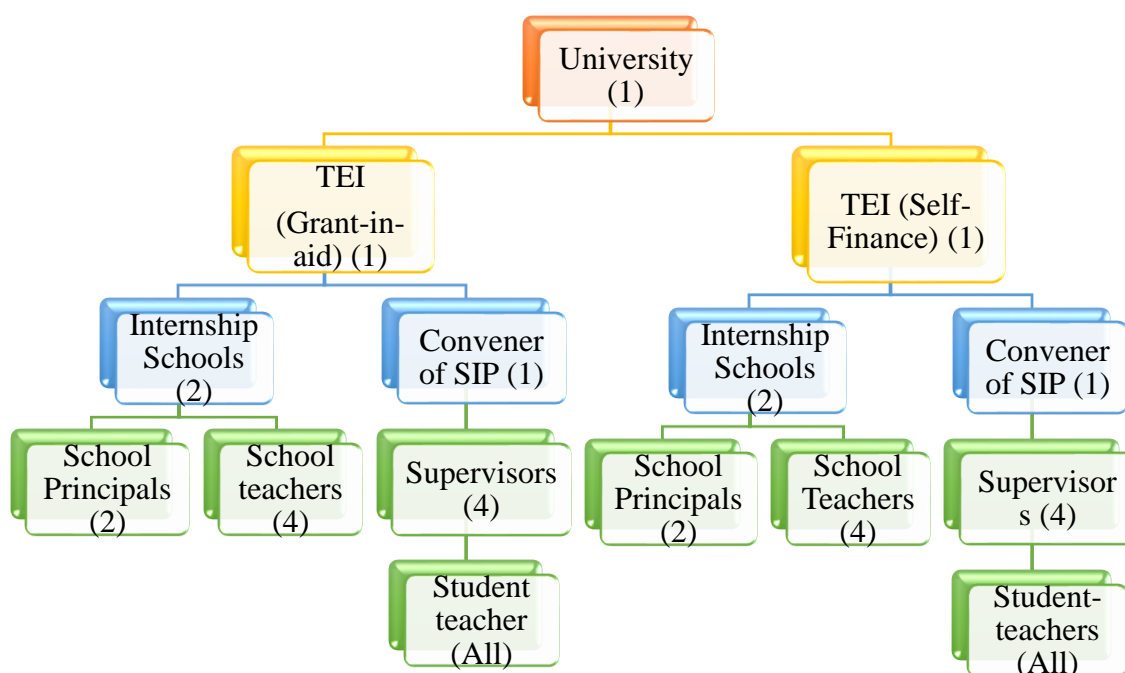 University
(1)
TEI
(Grant-in-
aid) (1)
TEI (Self-
Finance) (1)
Internship
Schools
(2)
Convener
of SIP (1)
Internship
Schools
(2)
Convener
of SIP (1)
School
Principals
(2)
School
teachers
(4)
Supervisors
(4)
School
Principals
(2)
School
Teachers
(4)
Supervisor
s (4)
Student
teacher
(All)
Student-
teachers
(All)